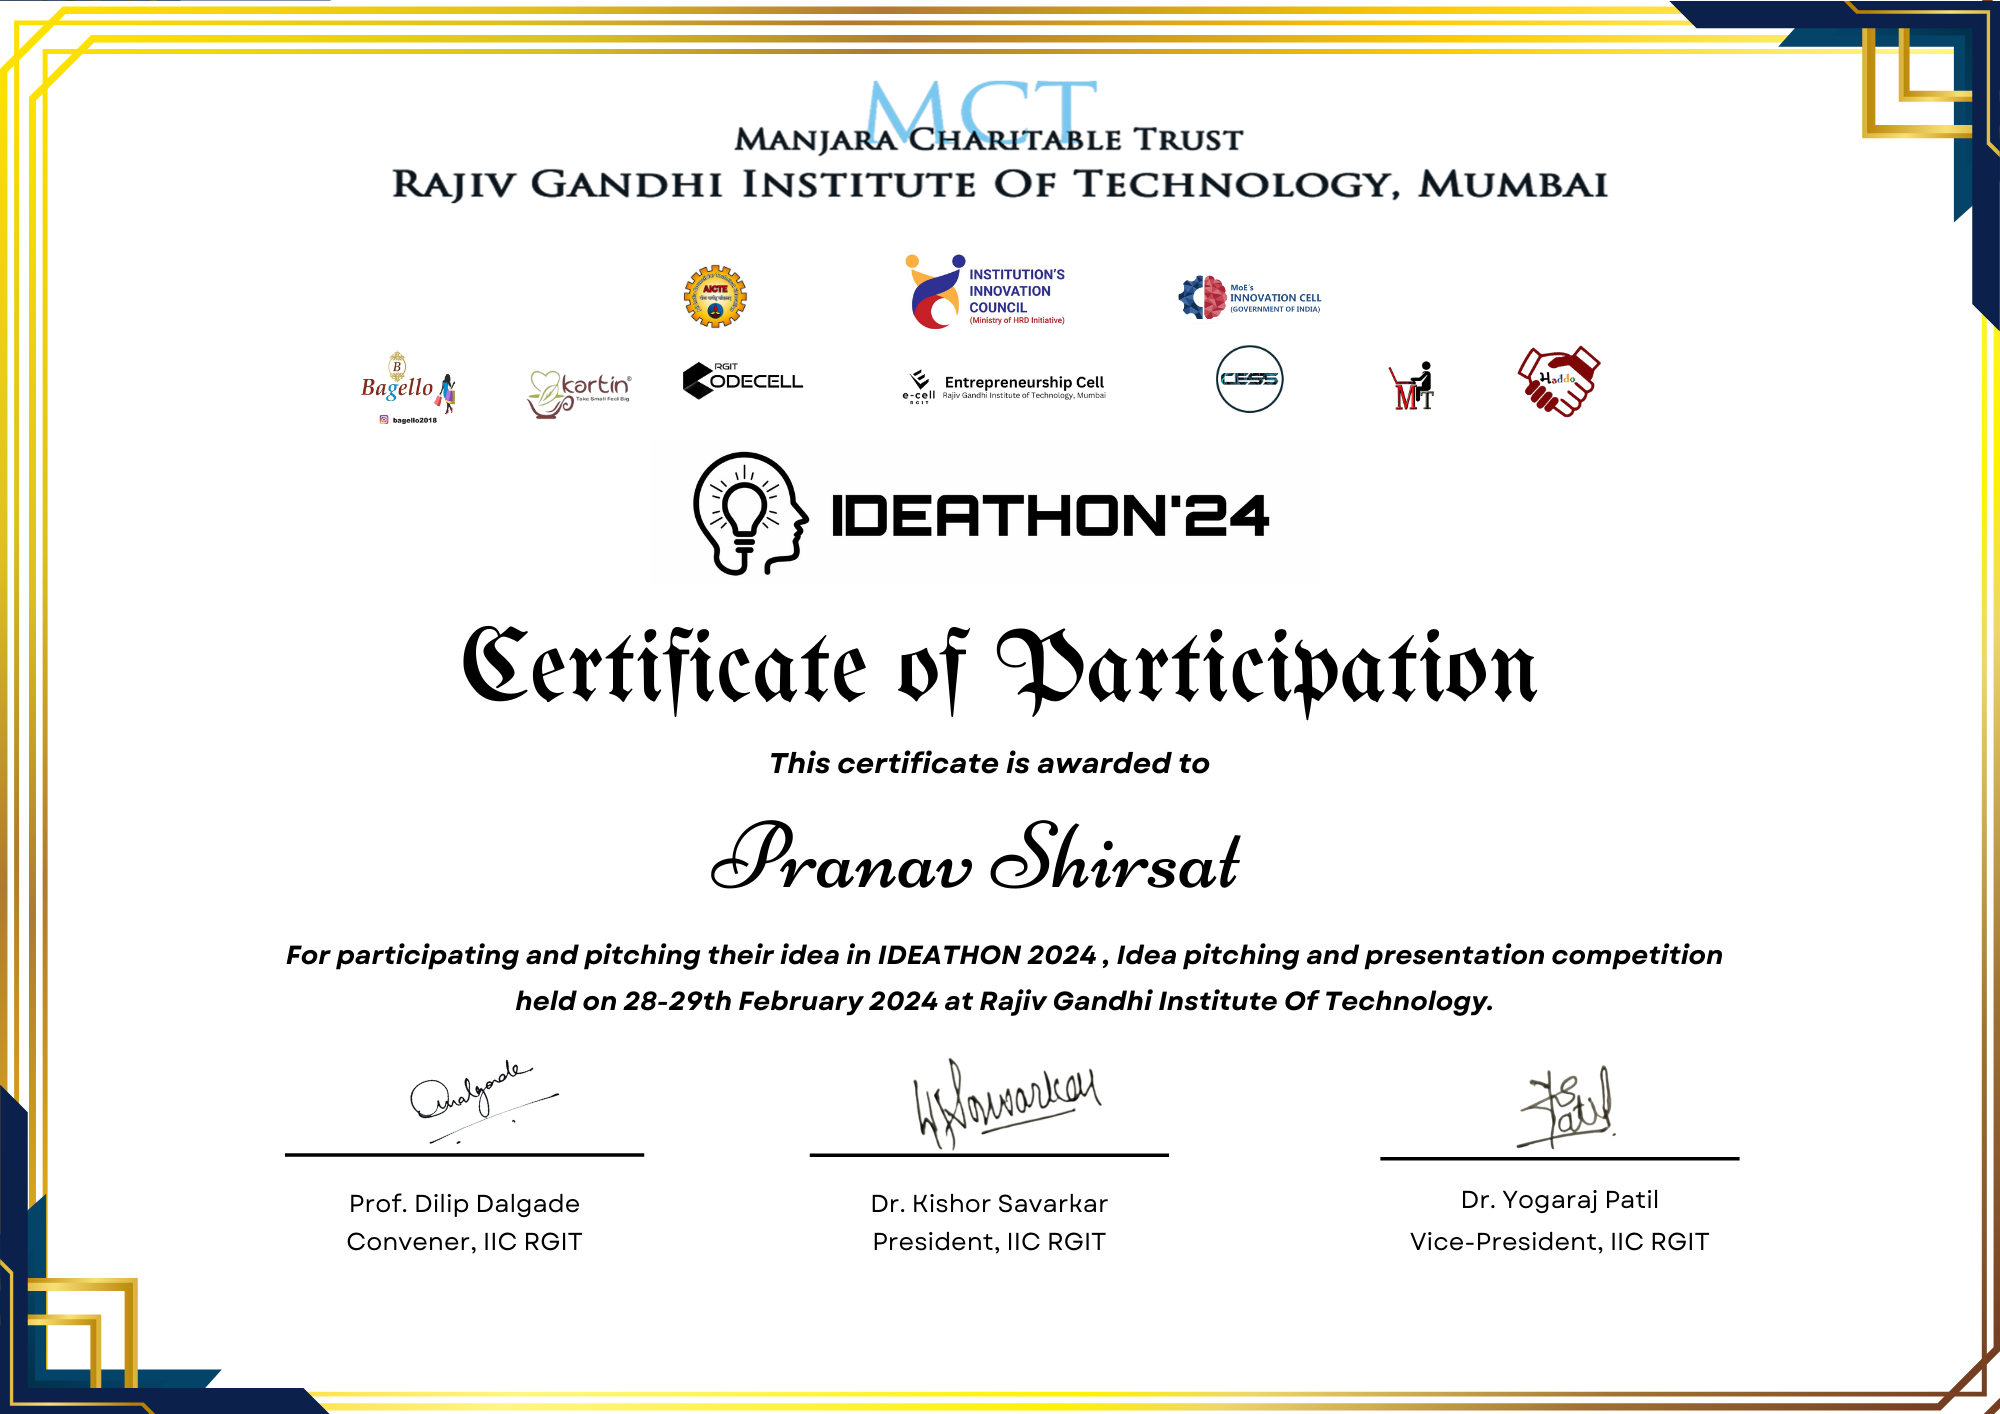 MCT
MANJARA CHARITABLE TRUST
RAJIV GANDHI INSTITUTE OF TECHNOLOGY, MUMBAI
AICTE
INSTITUTION'S
INNOVATION
COUNCIL
(Ministry of HRD Initiative)
MoE's
INNOVATION CELL
(GOVERNMENT OF INDIA)
B
Bagello
bagello2018
kartin
Take Small Feel Big
RGIT
CODECELL
e-cell
RGIT
Entrepreneurship Cell
Rajiv Gandhi Institute of Technology, Mumbai
CESS
MT
Haddo
IDEATHON'24
Certificate of Participation
This certificate is awarded to
Pranav Shirsat
For participating and pitching their idea in IDEATHON 2024 , Idea pitching and presentation competition
held on 28-29th February 2024 at Rajiv Gandhi Institute Of Technology.
Prof. Dilip Dalgade
Convener, IIC RGIT
Dr. Kishor Savarkar
President, IIC RGIT
Dr. Yogaraj Patil
Vice-President, IIC RGIT